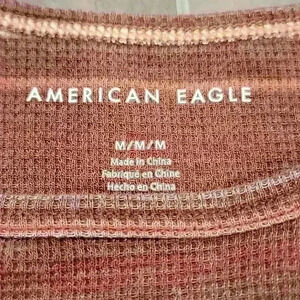 AMERICAN EAGLE
M/M/M
Made in China
Fabriqué en Chine
Hecho en China